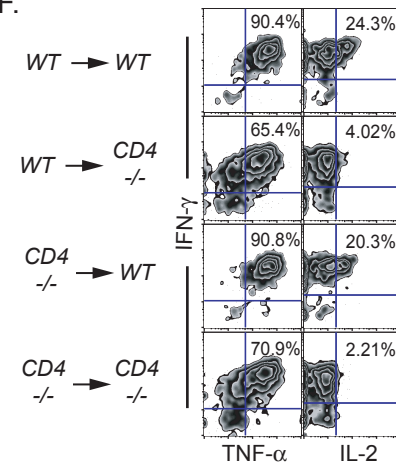 F.
90.4% 24.3%
WT → WT
65.4% 4.02%
WT → CD4 -/-
IFN-γ
90.8% 20.3%
CD4 -/- → WT
70.9% 2.21%
CD4 -/- → CD4 -/-
TNF-α IL-2